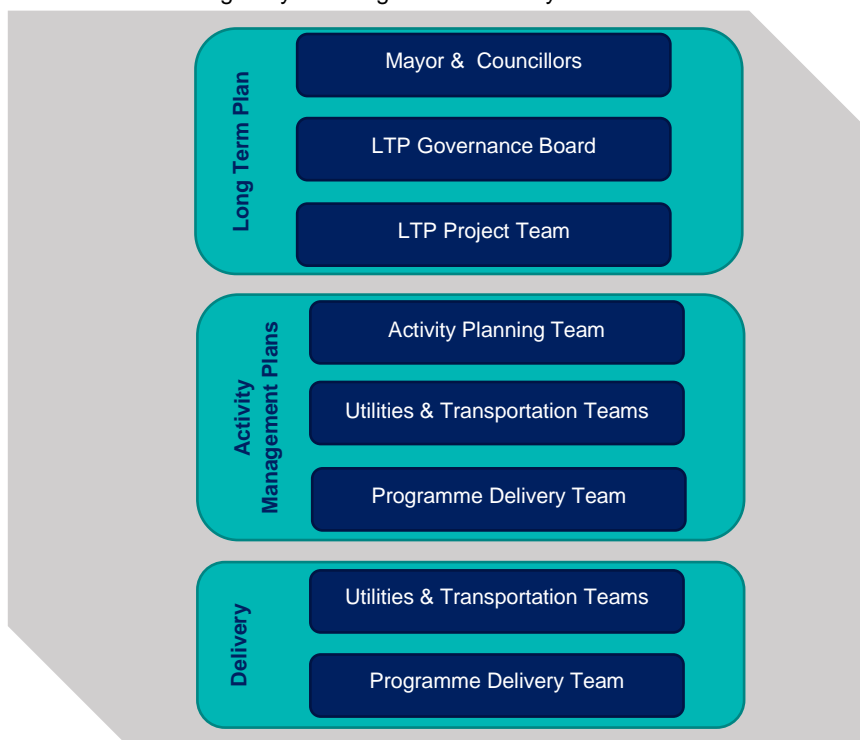 Long Term Plan
Mayor & Councillors
LTP Governance Board
LTP Project Team
Activity
Management Plans
Activity Planning Team
Utilities & Transportation Teams
Programme Delivery Team
Delivery
Utilities & Transportation Teams
Programme Delivery Team